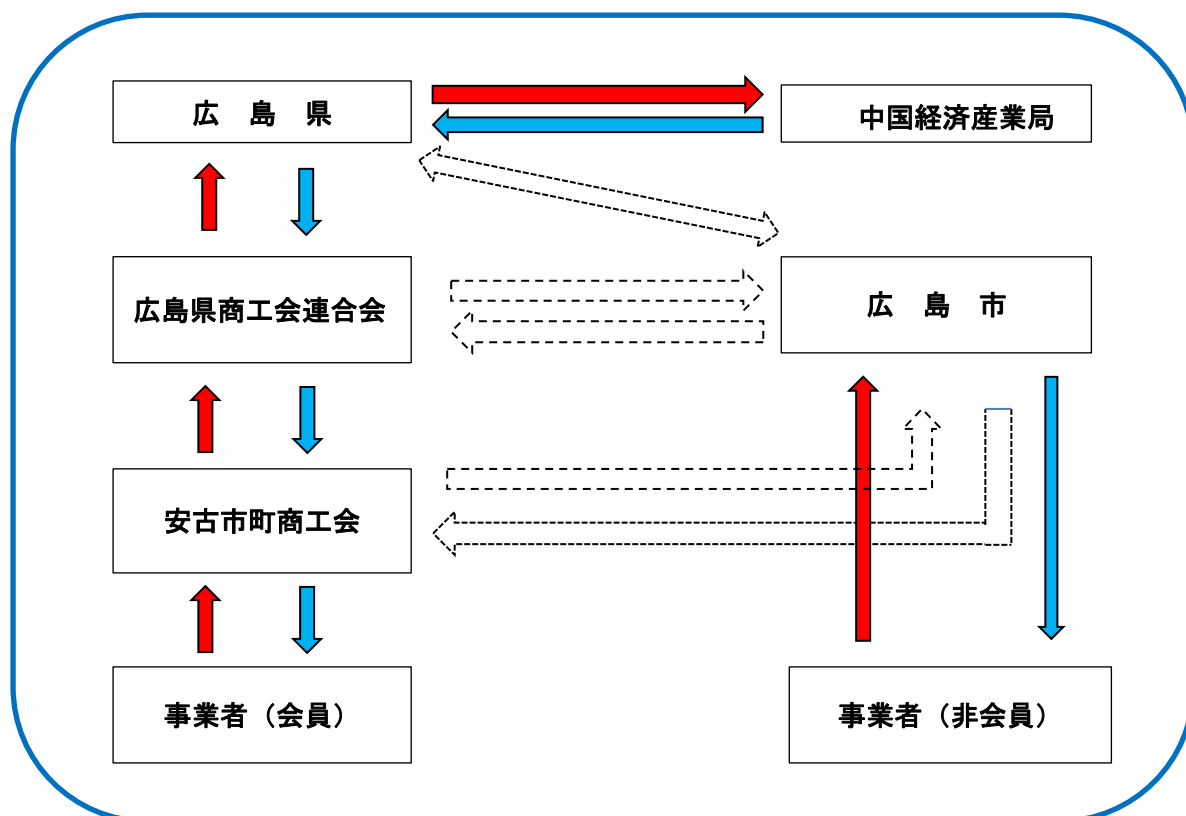 広　島　県
中国経済産業局
広島県商工会連合会
広　島　市
安古市町商工会
事業者（会員）
事業者（非会員）